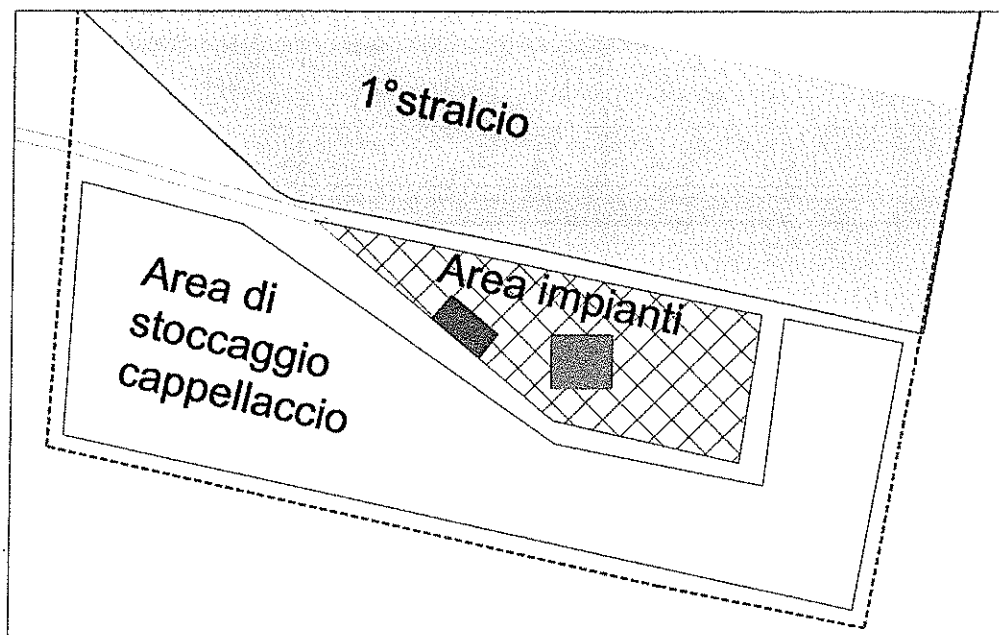 1°stralcio
Area impianti
Area di
stoccaggio
cappellaccio